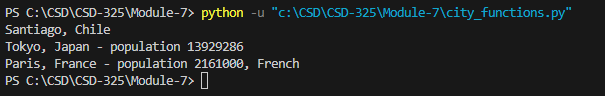 PS C:\CSD\CSD-325\Module-7> python -u "c:\CSD\CSD-325\Module-7\city_functions.py"
Santiago, Chile
Tokyo, Japan - population 13929286
Paris, France - population 2161000, French
PS C:\CSD\CSD-325\Module-7>